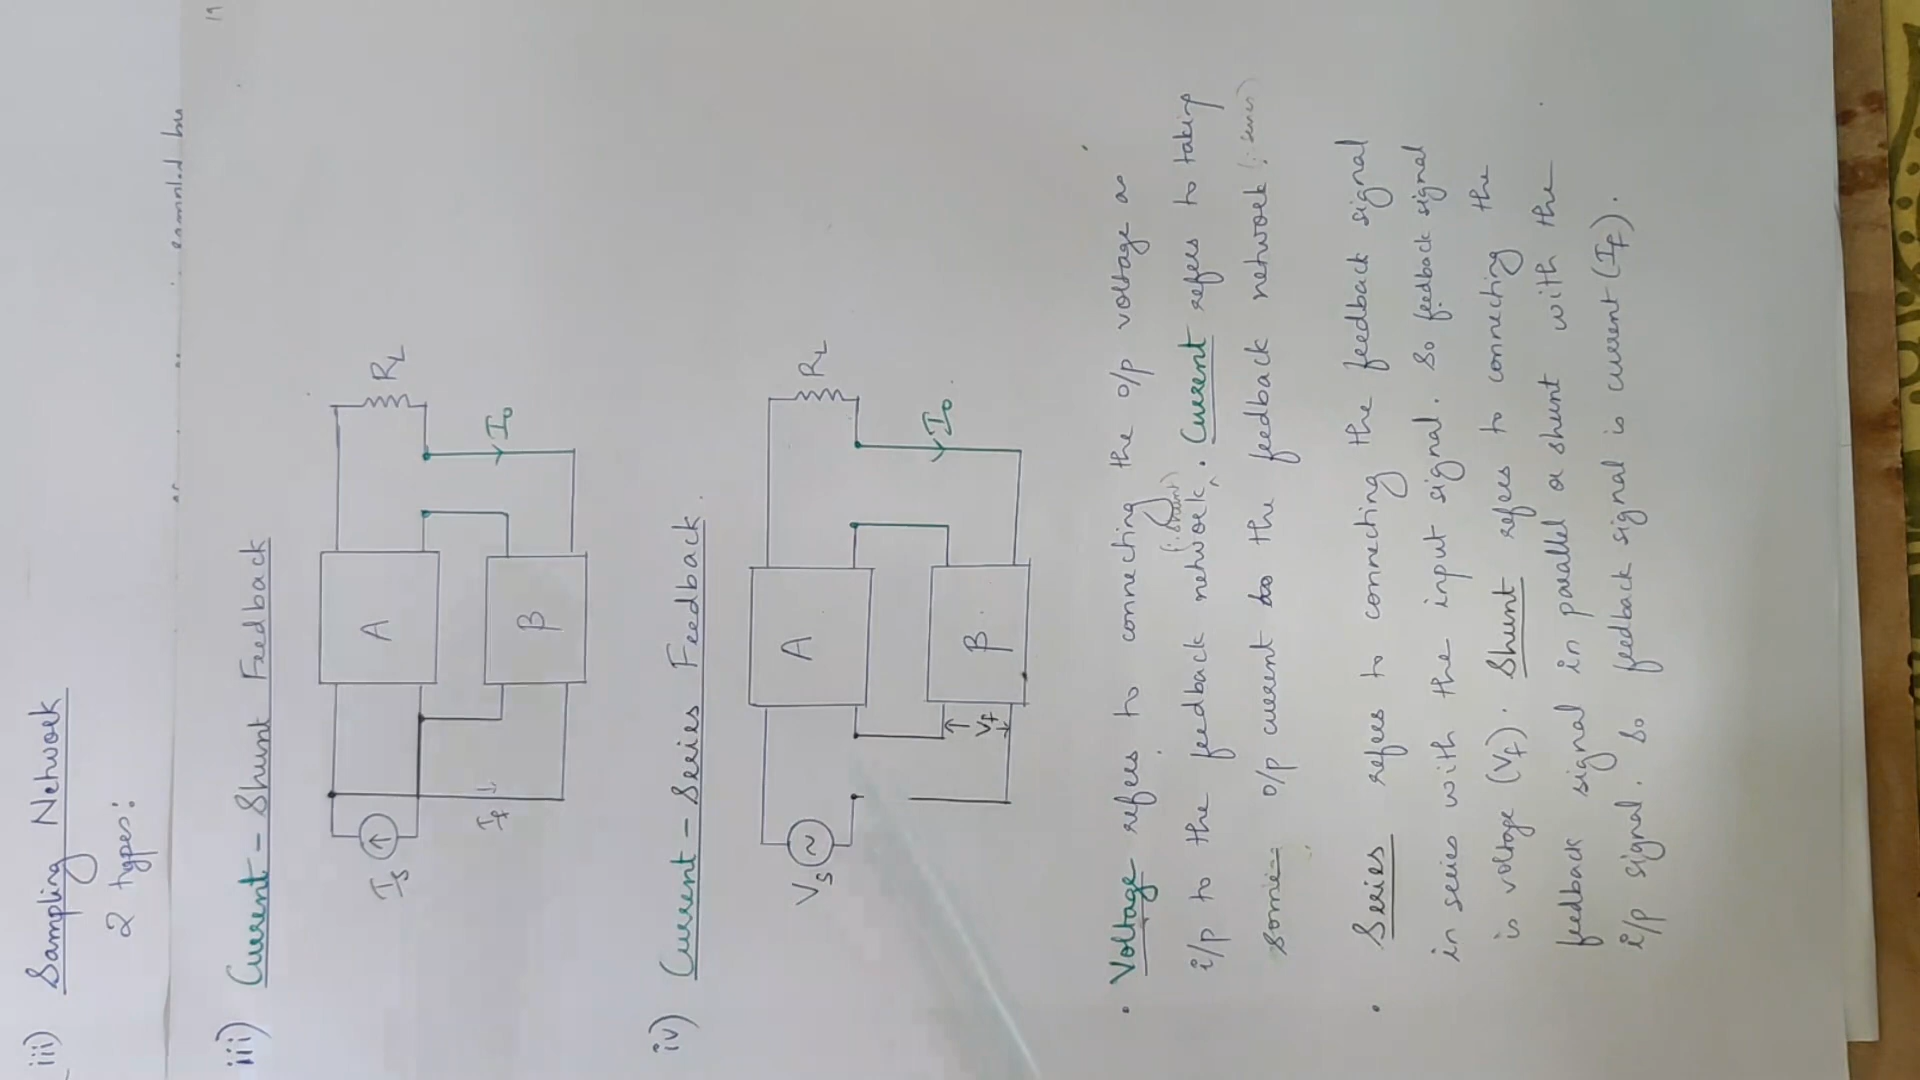 iii) Sampling Network
2 types:
19
iii) Current - Shunt Feedback
A
RL
β
Io
Is
If
iv) Current - Series Feedback.
A
RL
β
Io.
Vs
Vf
• Voltage refers to connecting the o/p voltage as
i/p to the feedback network (: shunt). Current refers to taking
some o/p current to the feedback network (: series)
• Series refers to connecting the feedback signal
in series with the input signal. So feedback signal
is voltage (Vf). Shunt refers to connecting the
feedback signal in parallel or shunt with the
i/p signal. So feedback signal is current (If).